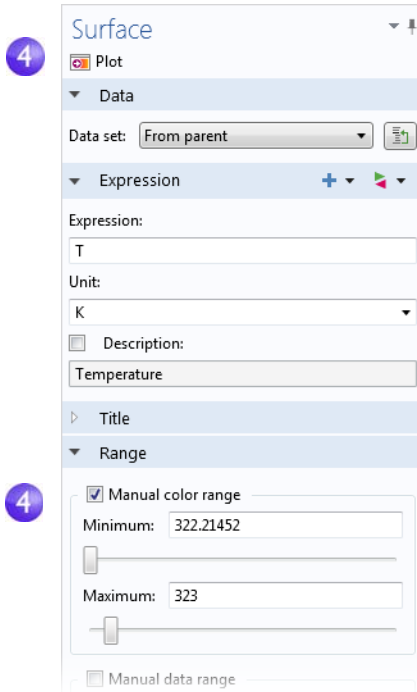 Surface
4
Plot
Data
Data set: From parent
Expression
Expression:
T
Unit:
K
Description:
Temperature
Title
Range
4
Manual color range
Minimum: 322.21452
Maximum: 323
Manual data range